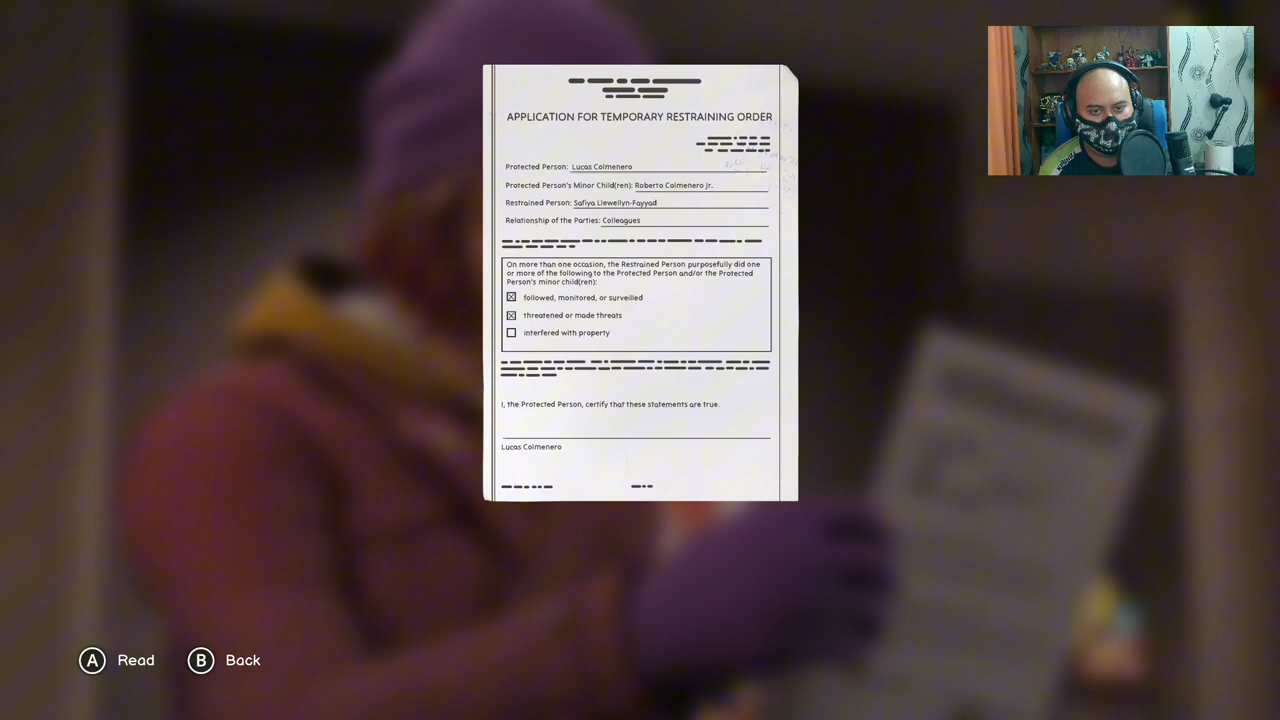 APPLICATION FOR TEMPORARY RESTRAINING ORDER
Protected Person: Lucas Colmenero
Protected Person's Minor Child(ren): Roberto Colmenero Jr.
Restrained Person: Safiya Llewellyn-Fayyad
Relationship of the Parties: Colleagues
On more than one occasion, the Restrained Person purposefully did one
or more of the following to the Protected Person and/or the Protected
Person's minor child(ren):
followed, monitored, or surveilled
threatened or made threats
interfered with property
I, the Protected Person, certify that these statements are true.
Lucas Colmenero
A Read B Back